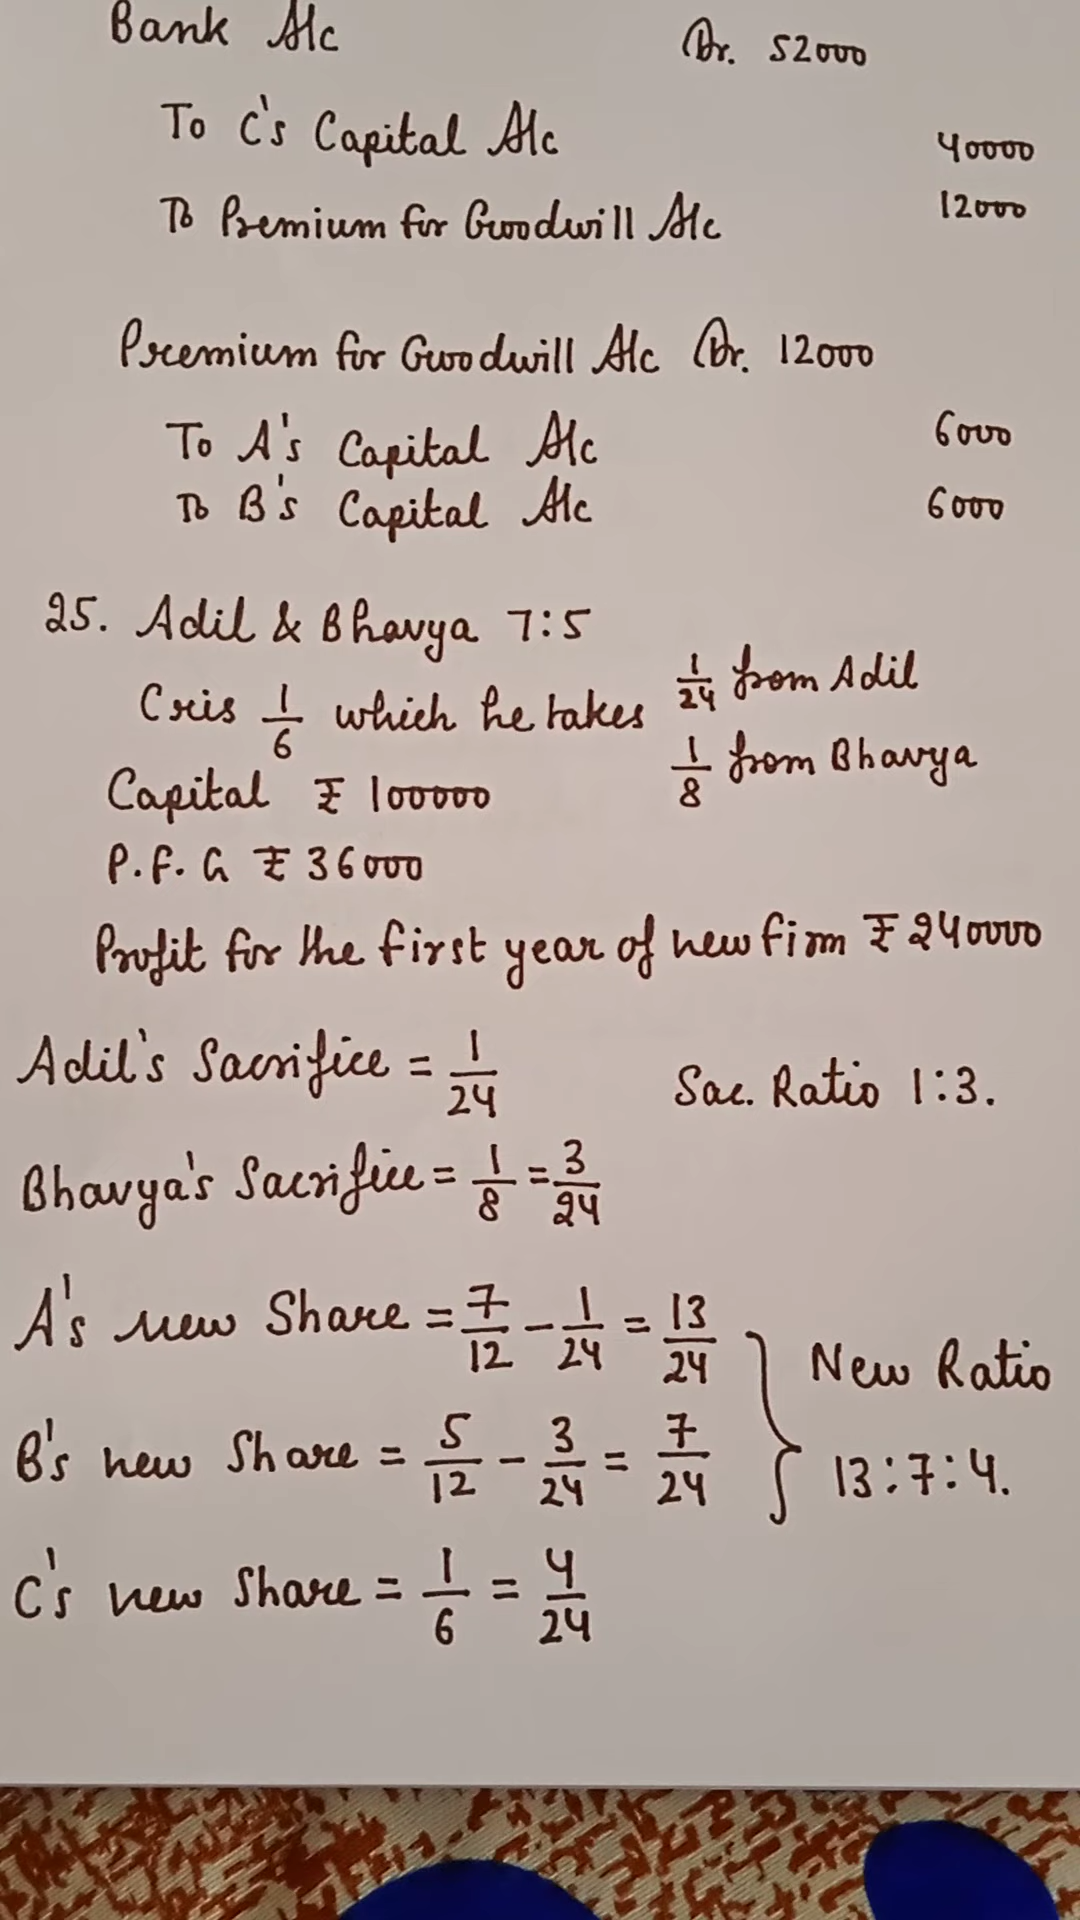 Bank A/c Dr. 52000
To C's Capital A/c 40000
To Premium for Goodwill A/c 12000
Premium for Goodwill A/c Dr. 12000
To A's Capital A/c 6000
To B's Capital A/c 6000
25. Adil & Bhavya 7:5
Cris 1/6 which he takes 1/24 from Adil
1/8 from Bhavya
Capital ₹ 100000
P.F.G ₹ 36000
Profit for the first year of new firm ₹ 240000
Adil's Sacrifice = 1/24 Sac. Ratio 1:3.
Bhavya's Sacrifice = 1/8 = 3/24
A's new Share = 7/12 - 1/24 = 13/24
New Ratio
B's new Share = 5/12 - 3/24 = 7/24
13:7:4.
C's new Share = 1/6 = 4/24